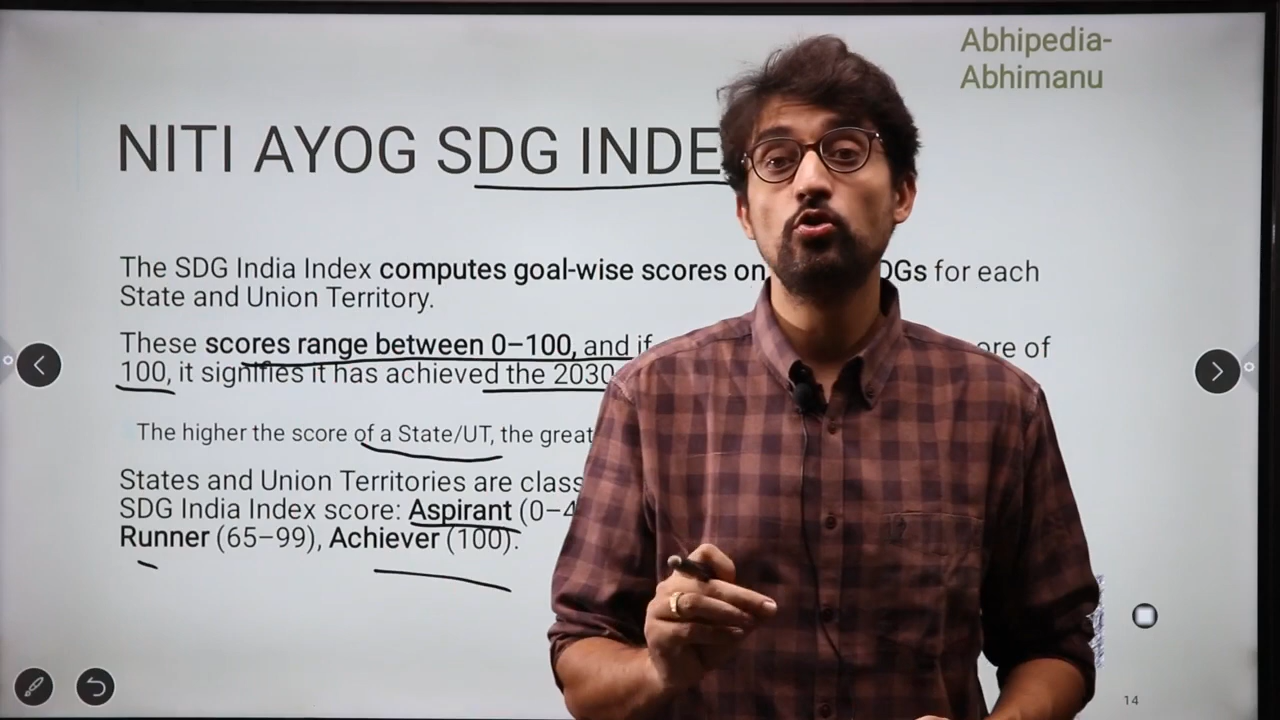 Abhipedia-
Abhimanu
NITI AYOG SDG INDE
The SDG India Index computes goal-wise scores on DGs for each
State and Union Territory.
These scores range between 0–100, and if ore of
100, it signifies it has achieved the 2030
The higher the score of a State/UT, the great
States and Union Territories are class
SDG India Index score: Aspirant (0–4
Runner (65–99), Achiever (100).
14